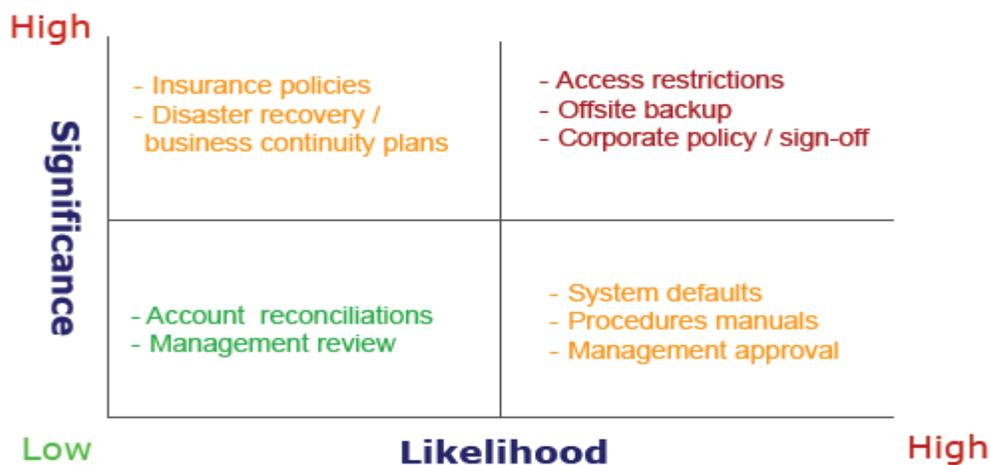 High
- Insurance policies
- Disaster recovery /
business continuity plans
- Access restrictions
- Offsite backup
- Corporate policy / sign-off
Significance
- Account reconciliations
- Management review
- System defaults
- Procedures manuals
- Management approval
Low
Likelihood
High